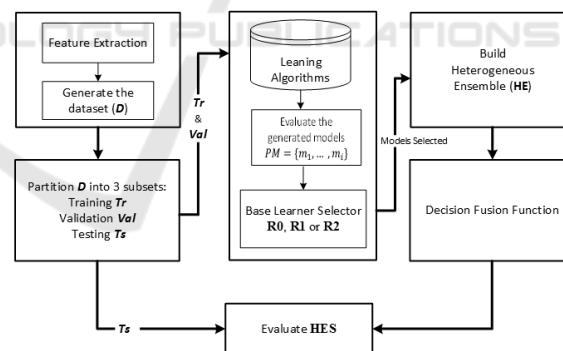 OLOGY PUBLICATIONS
Feature Extraction
Generate the
dataset (D)
Partition D into 3 subsets:
Training Tr
Validation Val
Testing Ts
Tr
&
Val
Leaning
Algorithms
Evaluate the
generated models
PM = {m1, … , mi}
Base Learner Selector
R0, R1 or R2
Models Selected
Build
Heterogeneous
Ensemble (HE)
Decision Fusion Function
Ts
Evaluate HES